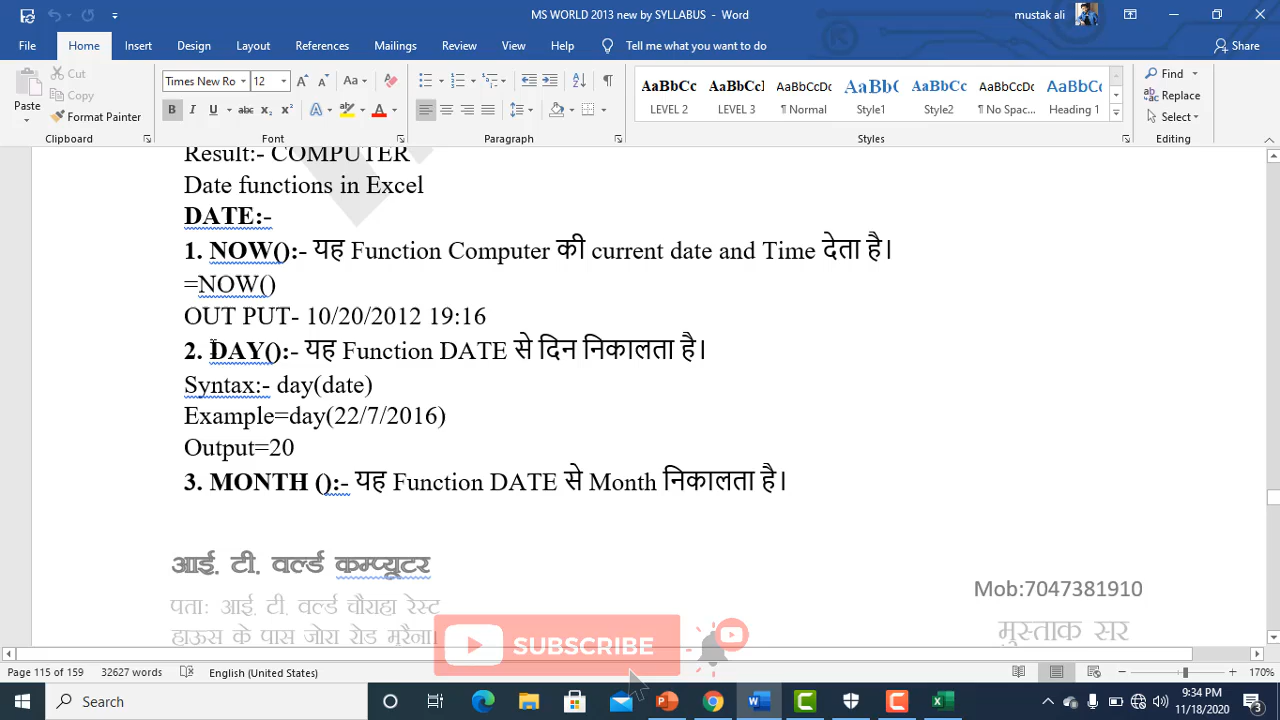 MS WORLD 2013 new by SYLLABUS - Word
mustak ali
File Home Insert Design Layout References Mailings Review View Help Tell me what you want to do Share
Paste
Cut
Copy
Format Painter
Clipboard
Times New Ro 12
Font
Paragraph
AaBbCc AaBbCc AaBbCcDc AaBbC AaBbCc AaBbCcDc AaBbCc
LEVEL 2 LEVEL 3 ¶ Normal Style1 Style2 ¶ No Spac... Heading 1
Styles
Find
Replace
Select
Editing
Result:- COMPUTER
Date functions in Excel
DATE:-
1. NOW():- यह Function Computer की current date and Time देता है।
=NOW()
OUT PUT- 10/20/2012 19:16
2. DAY():- यह Function DATE से दिन निकालता है।
Syntax:- day(date)
Example=day(22/7/2016)
Output=20
3. MONTH ():- यह Function DATE से Month निकालता है।
आई. टी. वर्ल्ड कम्प्यूटर
पताः आई. टी. वर्ल्ड चौराहा रेस्ट
हाऊस के पास जोरा रोड मुरैना।
Mob:7047381910
मुस्ताक सर
SUBSCRIBE
Page 115 of 159 32627 words English (United States) 170%
Search
9:34 PM
11/18/2020
3